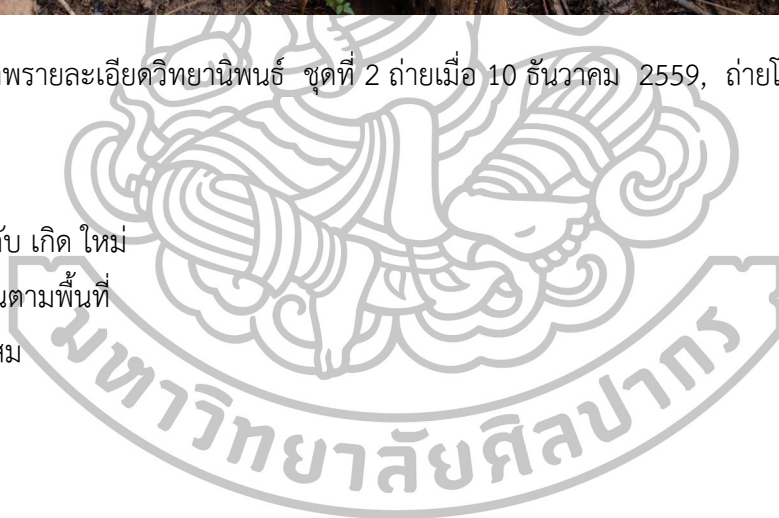 พรายละเอียดวิทยานิพนธ์ ชุดที่ 2 ถ่ายเมื่อ 10 ธันวาคม 2559, ถ่ายโ
ับ เกิด ใหม่
นตามพื้นที่
สม
มหาวิทยาลัยศิลปากร